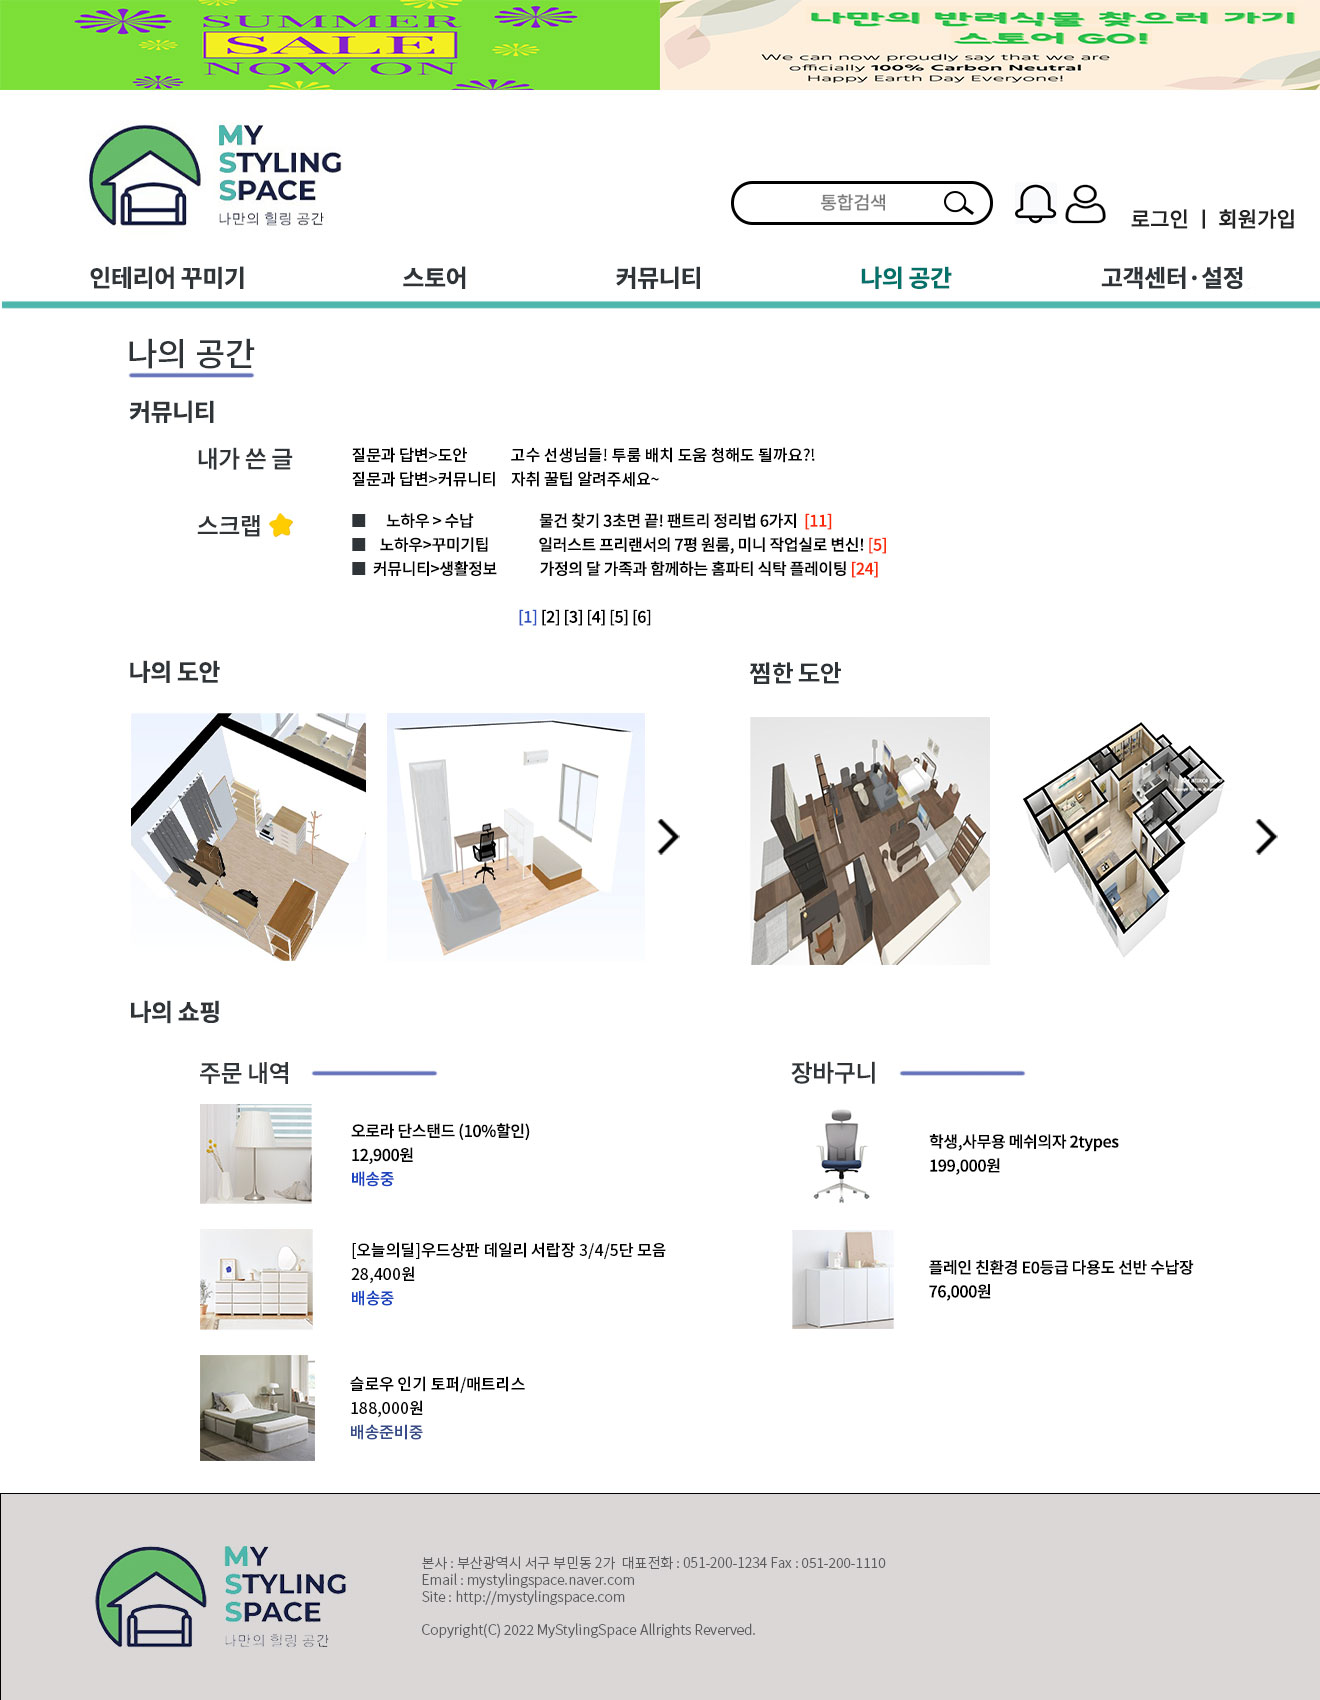 SUMMER
SALE
NOW ON
나만의 반려식물 찾으러 가기
스토어 GO!
We can now proudly say that we are
officially 100% Carbon Neutral
Happy Earth Day Everyone!
MY
STYLING
SPACE
나만의 힐링 공간
통합검색
로그인 | 회원가입
인테리어 꾸미기 스토어 커뮤니티 나의 공간 고객센터·설정
나의 공간
커뮤니티
내가 쓴 글
질문과 답변>도안 고수 선생님들! 투룸 배치 도움 청해도 될까요?!
질문과 답변>커뮤니티 자취 꿀팁 알려주세요~
스크랩
■ 노하우 > 수납 물건 찾기 3초면 끝! 팬트리 정리법 6가지 [11]
■ 노하우>꾸미기팁 일러스트 프리랜서의 7평 원룸, 미니 작업실로 변신! [5]
■ 커뮤니티>생활정보 가정의 달 가족과 함께하는 홈파티 식탁 플레이팅 [24]
[1] [2] [3] [4] [5] [6]
나의 도안
찜한 도안
나의 쇼핑
주문 내역
오로라 단스탠드 (10%할인)
12,900원
배송중
[오늘의딜]우드상판 데일리 서랍장 3/4/5단 모음
28,400원
배송중
슬로우 인기 토퍼/매트리스
188,000원
배송준비중
장바구니
학생,사무용 메쉬의자 2types
199,000원
플레인 친환경 E0등급 다용도 선반 수납장
76,000원
MY
STYLING
SPACE
나만의 힐링 공간
본사 : 부산광역시 서구 부민동 2가 대표전화 : 051-200-1234 Fax : 051-200-1110
Email : mystylingspace.naver.com
Site : http://mystylingspace.com
Copyright(C) 2022 MyStylingSpace Allrights Reverved.